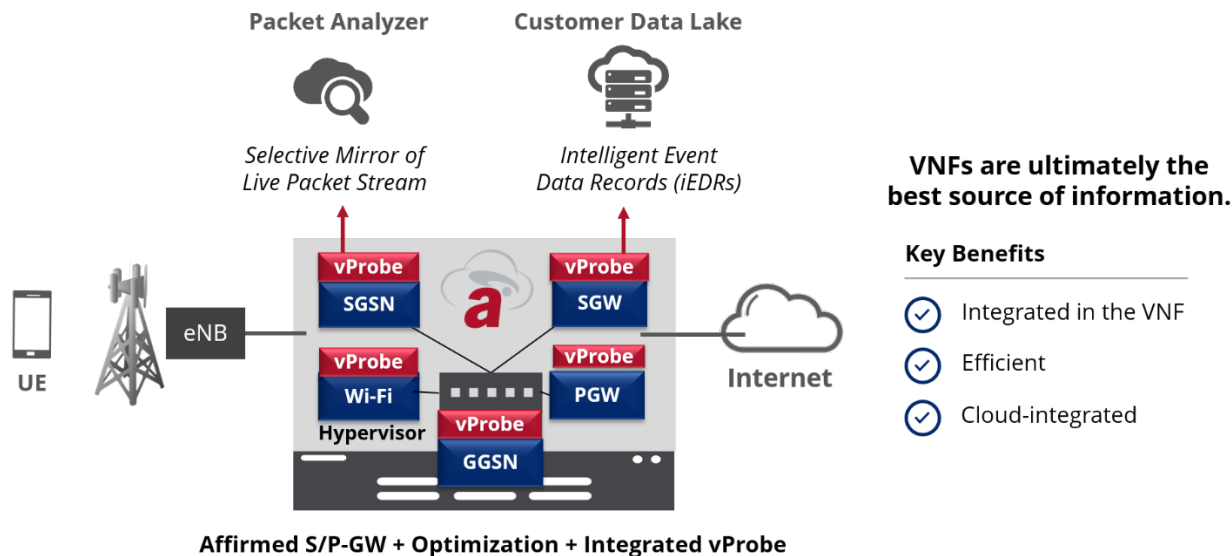 Packet Analyzer
Customer Data Lake
Selective Mirror of
Live Packet Stream
Intelligent Event
Data Records (iEDRs)
VNFs are ultimately the
best source of information.
Key Benefits
Integrated in the VNF
Efficient
Cloud-integrated
UE
eNB
vProbe
SGSN
a
vProbe
SGW
vProbe
Wi-Fi
vProbe
PGW
Hypervisor
vProbe
GGSN
Internet
Affirmed S/P-GW + Optimization + Integrated vProbe